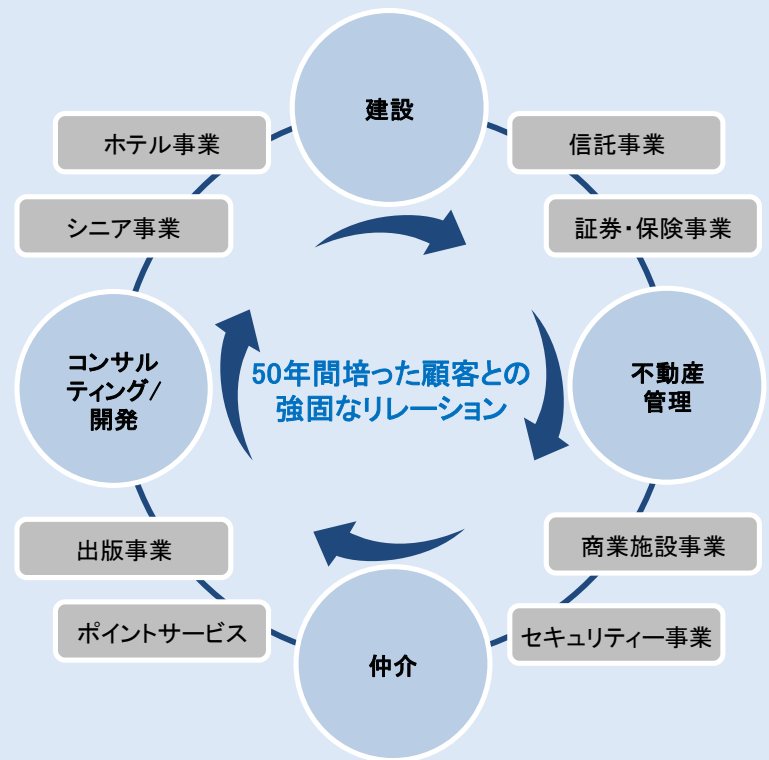 建設
ホテル事業
信託事業
シニア事業
証券・保険事業
コンサル
ティング/
開発
50年間培った顧客との
強固なリレーション
不動産
管理
出版事業
商業施設事業
ポイントサービス
セキュリティー事業
仲介